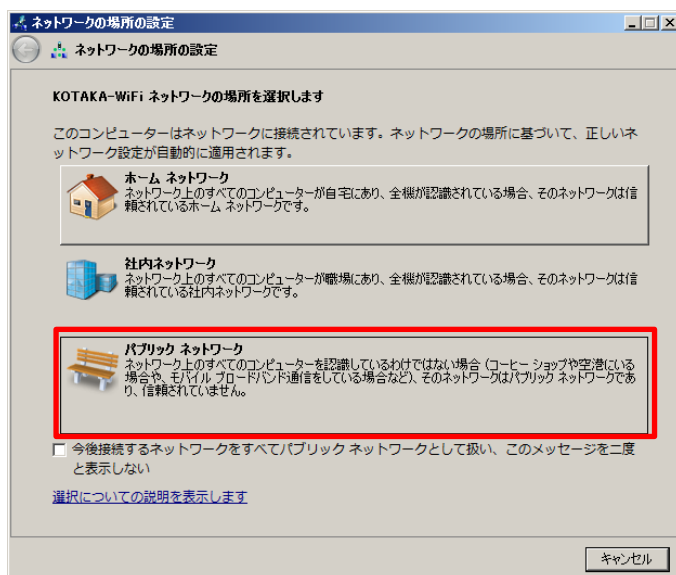 ネットワークの場所の設定
ネットワークの場所の設定
KOTAKA-WiFi ネットワークの場所を選択します
このコンピューターはネットワークに接続されています。ネットワークの場所に基づいて、正しいネ
ットワーク設定が自動的に適用されます。
ホーム ネットワーク
ネットワーク上のすべてのコンピューターが自宅にあり、全機が認識されている場合、そのネットワークは信
頼されているホーム ネットワークです。
社内ネットワーク
ネットワーク上のすべてのコンピューターが職場にあり、全機が認識されている場合、そのネットワークは信
頼されている社内ネットワークです。
パブリック ネットワーク
ネットワーク上のすべてのコンピューターを認識しているわけではない場合 (コーヒー ショップや空港にいる
場合や、モバイル ブロードバンド通信をしている場合など)、そのネットワークはパブリック ネットワークであ
り、信頼されていません。
今後接続するネットワークをすべてパブリック ネットワークとして扱い、このメッセージを二度
と表示しない
選択についての説明を表示します
キャンセル